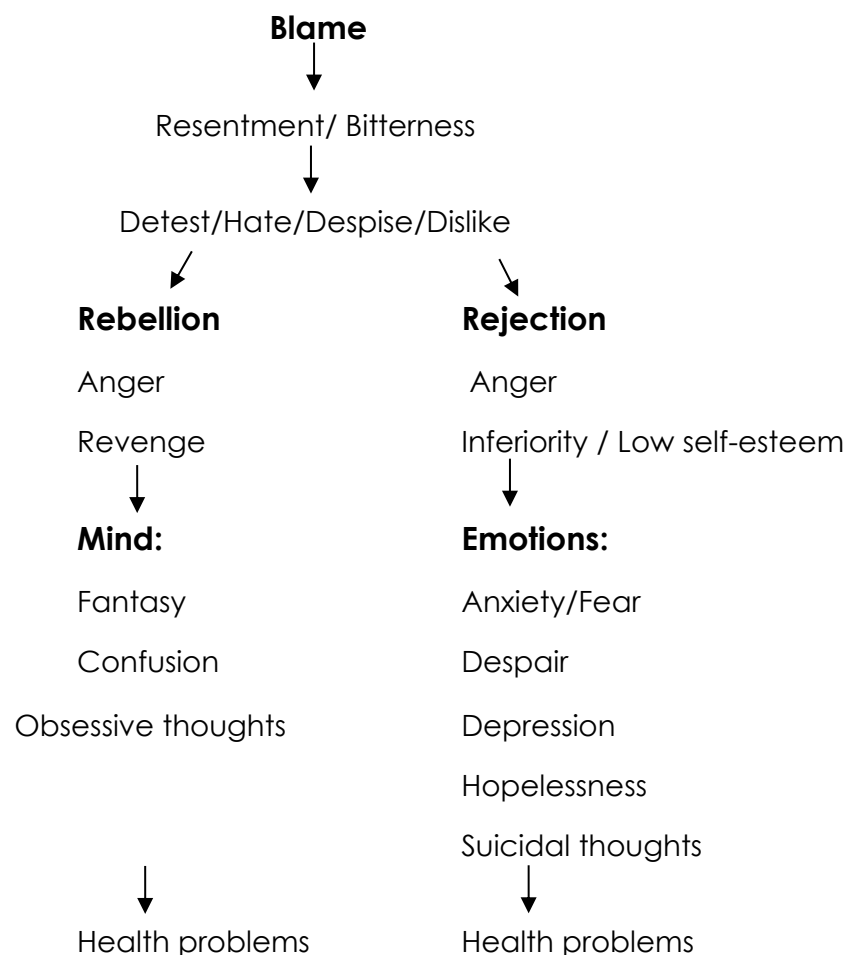 Blame
Resentment/ Bitterness
Detest/Hate/Despise/Dislike
Rebellion Rejection
Anger Anger
Revenge Inferiority / Low self-esteem
Mind: Emotions:
Fantasy Anxiety/Fear
Confusion Despair
Obsessive thoughts Depression
Hopelessness
Suicidal thoughts
Health problems Health problems